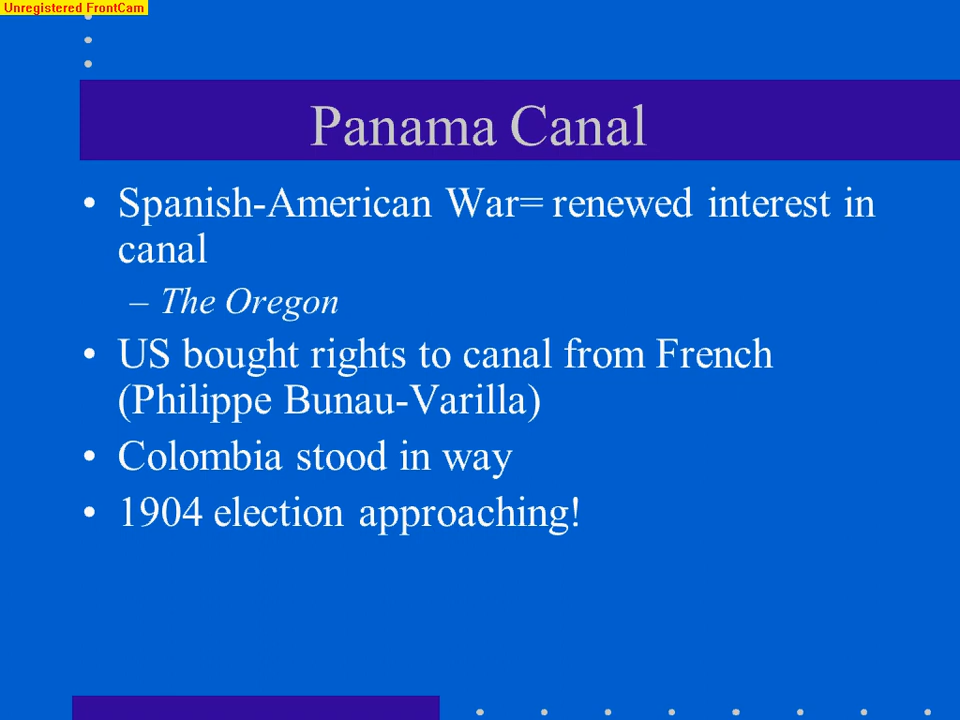 Unregistered FrontCam
Panama Canal
• Spanish-American War= renewed interest in
canal
– The Oregon
• US bought rights to canal from French
(Philippe Bunau-Varilla)
• Colombia stood in way
• 1904 election approaching!